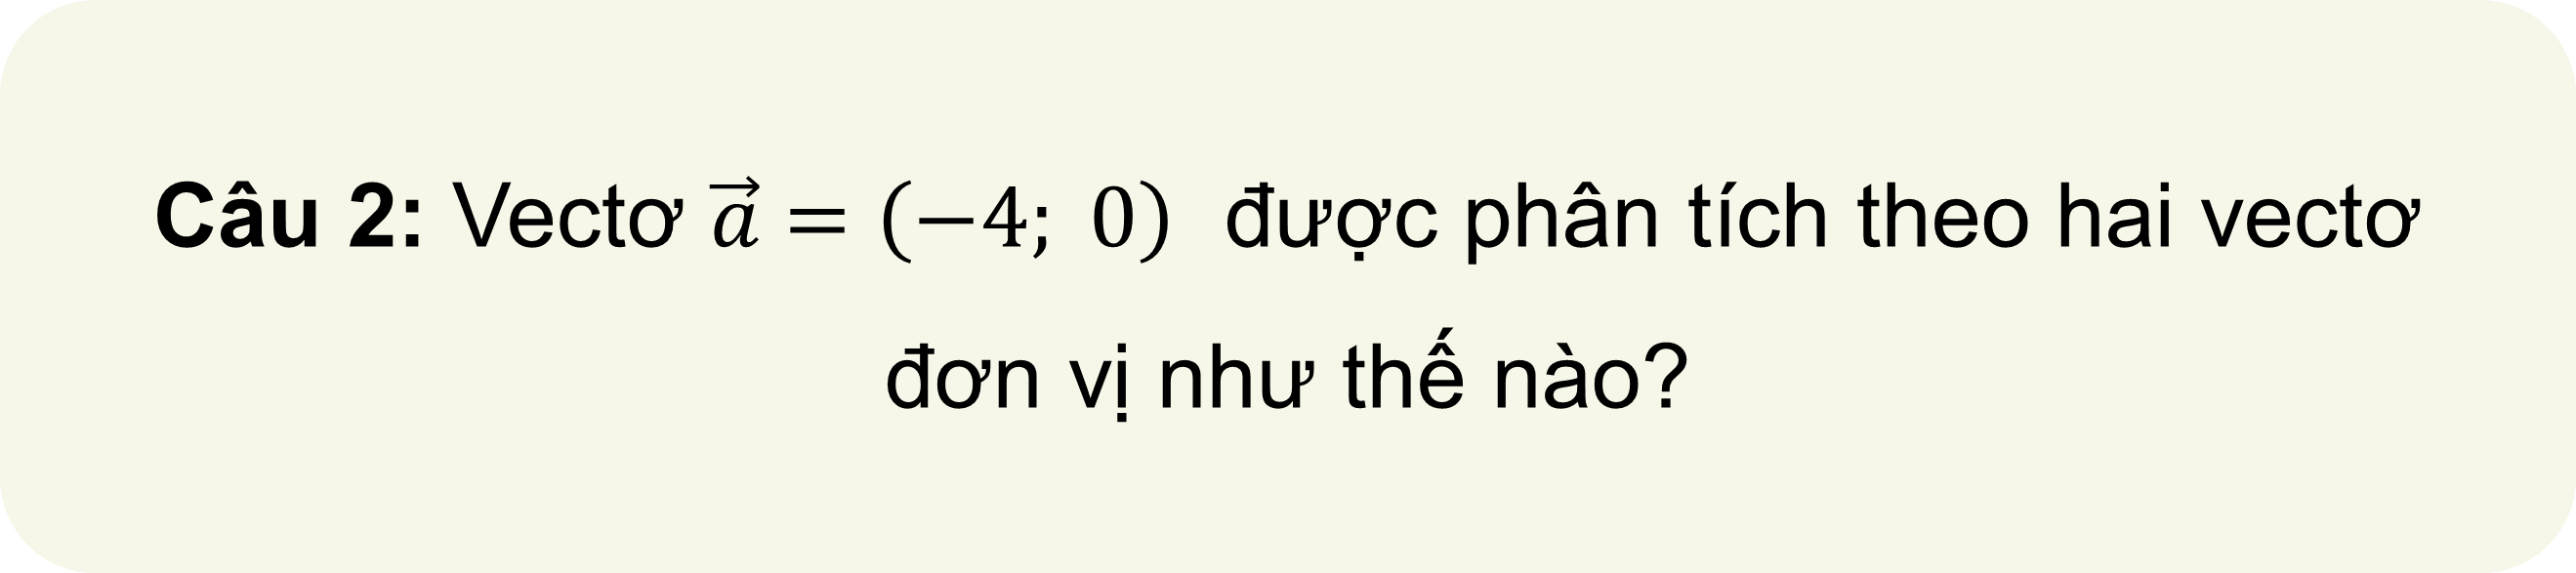 Câu 2: Vectơ $\vec{a} = (-4; 0)$ được phân tích theo hai vectơ
đơn vị như thế nào?